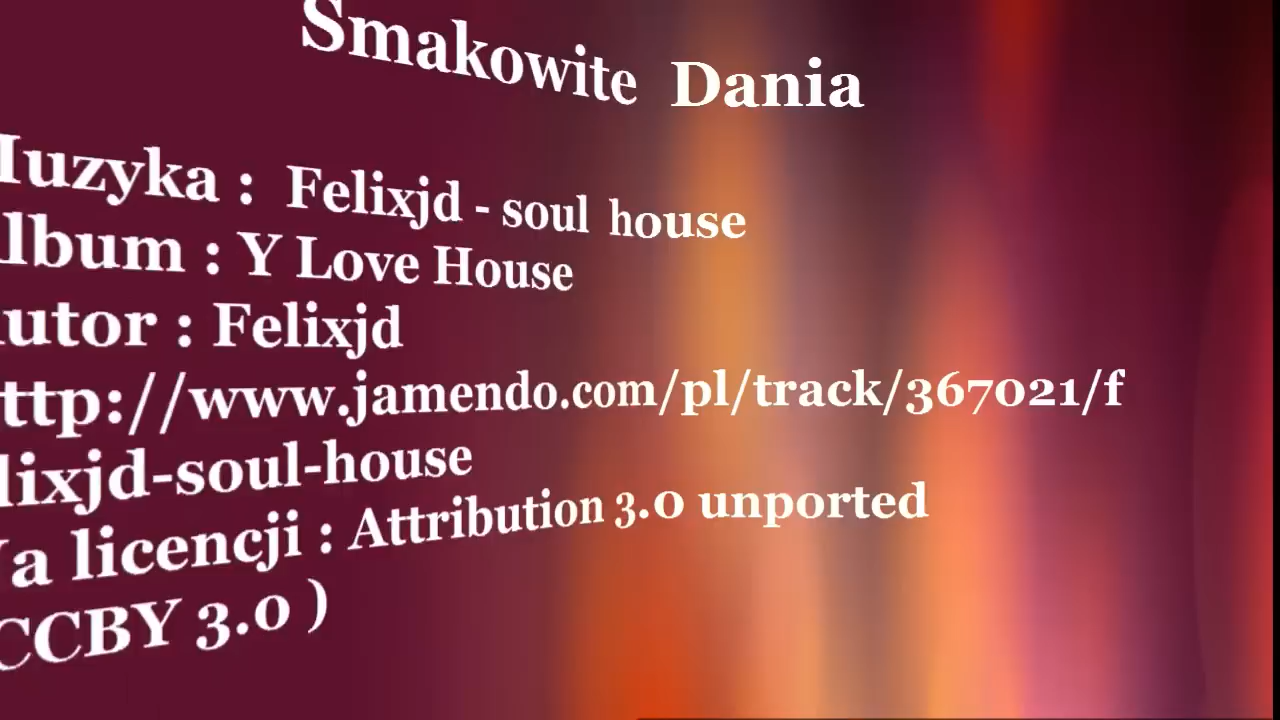 Smakowite Dania
Muzyka : Felixjd - soul house
lbum : Y Love House
utor : Felixjd
ttp://www.jamendo.com/pl/track/367021/f
lixjd-soul-house
a licencji : Attribution 3.0 unported
CCBY 3.0 )